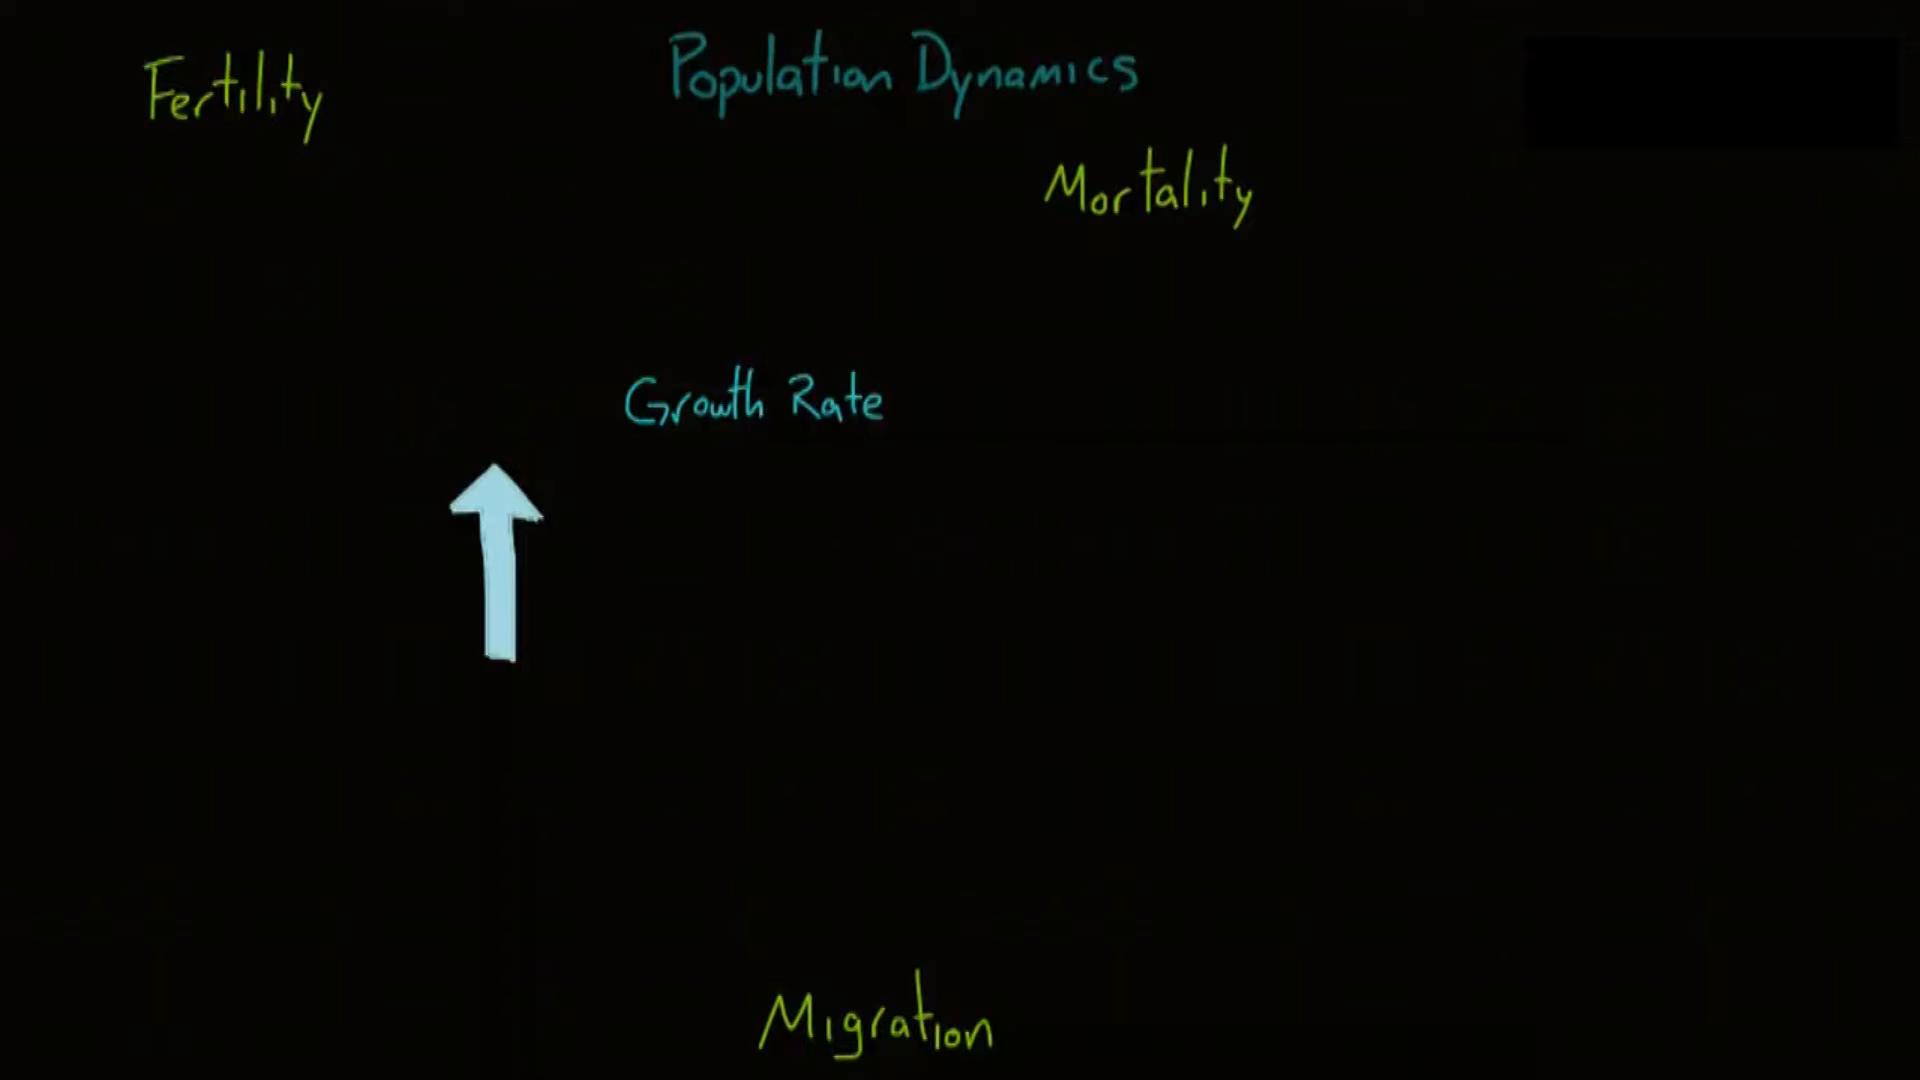 Population Dynamics
Fertility
Mortality
Growth Rate
Migration